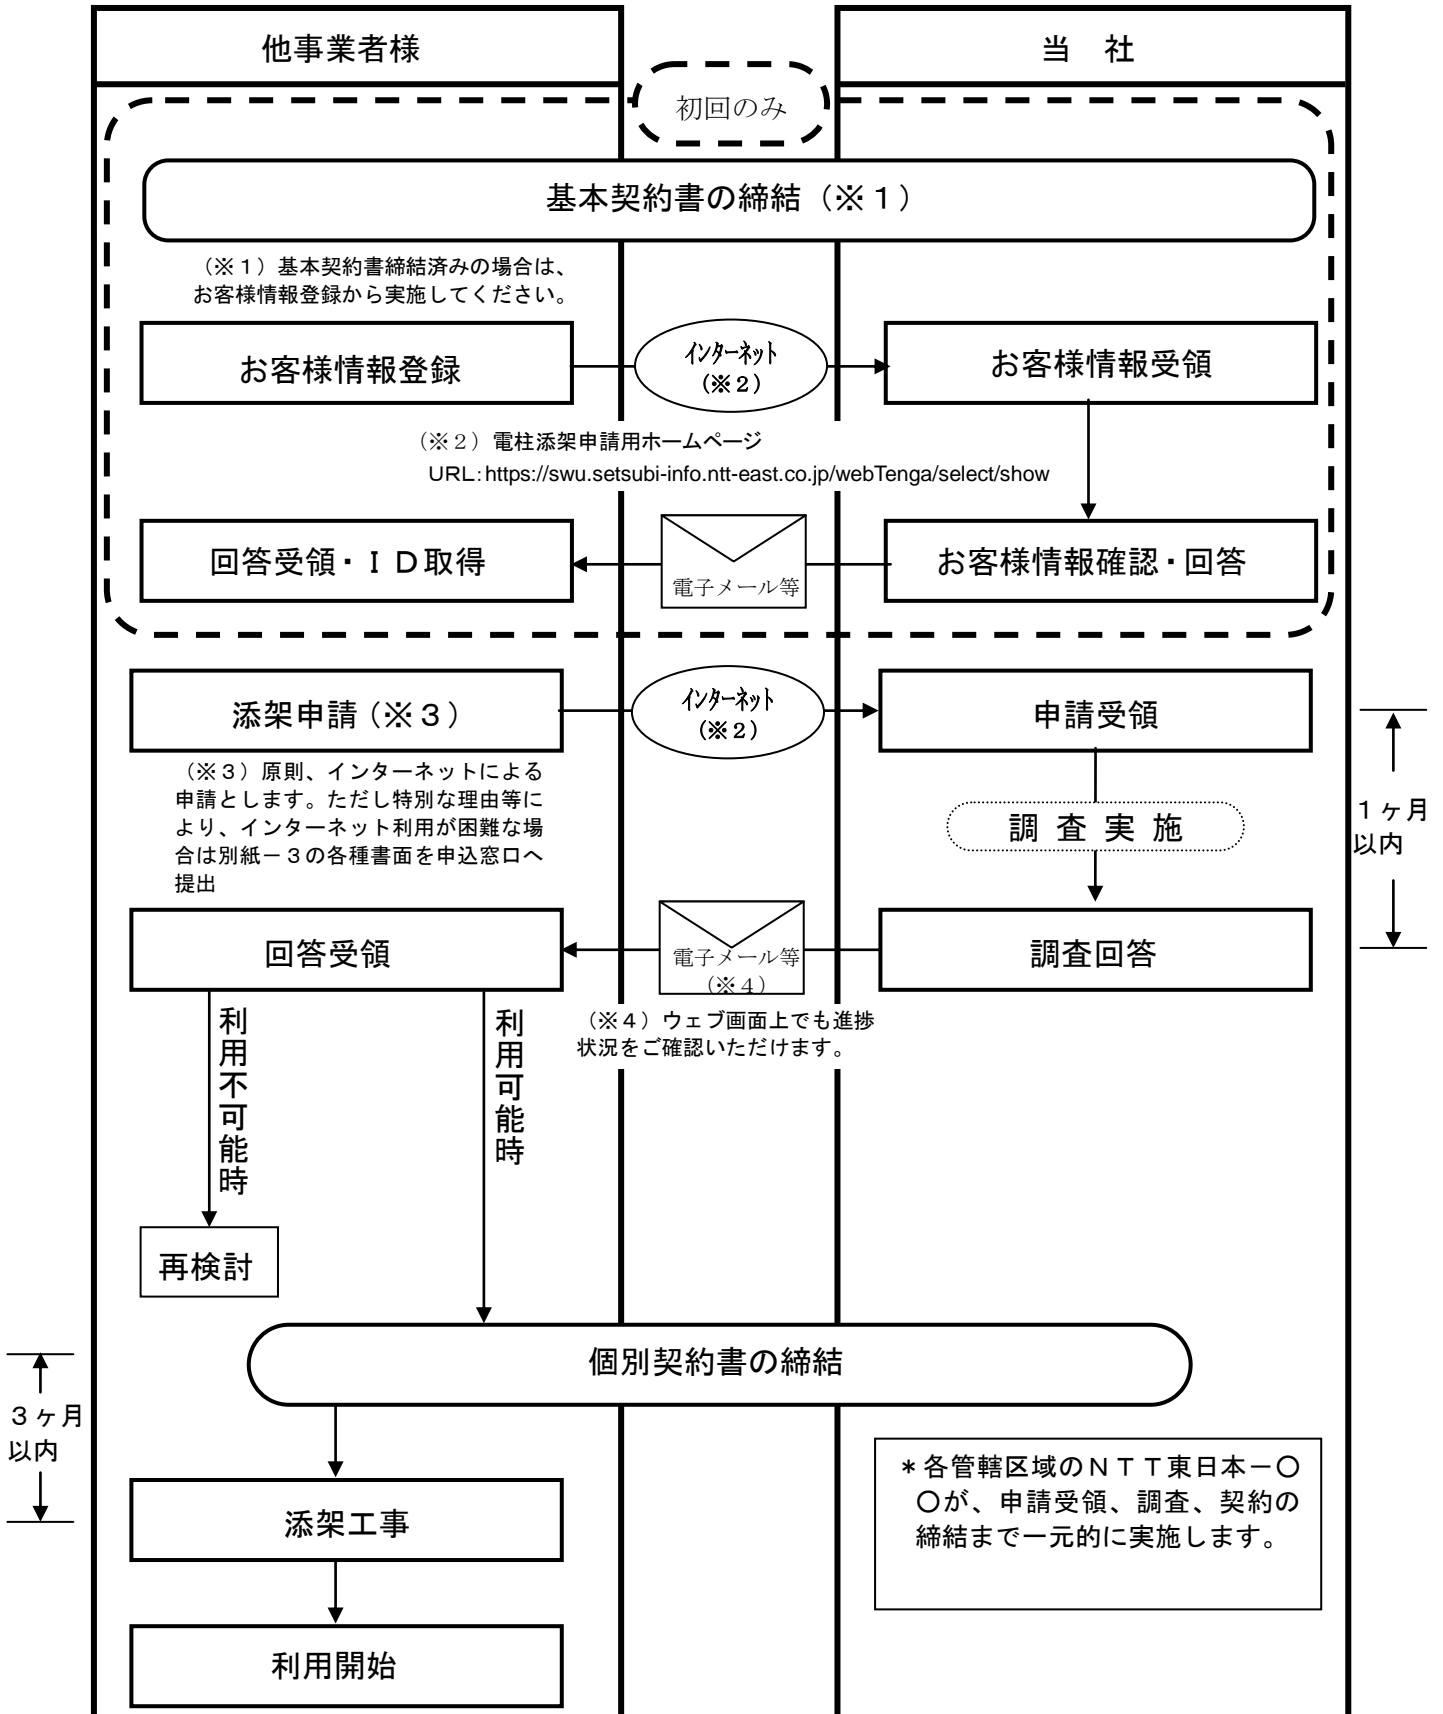 他事業者様
当 社
初回のみ
基本契約書の締結（※１）
（※１）基本契約書締結済みの場合は、
お客様情報登録から実施してください。
お客様情報登録
インターネット
（※２）
お客様情報受領
（※２）電柱添架申請用ホームページ
URL:https://swu.setsubi-info.ntt-east.co.jp/webTenga/select/show
回答受領・ＩＤ取得
電子メール等
お客様情報確認・回答
添架申請（※３）
インターネット
（※２）
申請受領
（※３）原則、インターネットによる
申請とします。ただし特別な理由等に
より、インターネット利用が困難な場
合は別紙－３の各種書面を申込窓口へ
提出
調 査 実 施
１ヶ月
以内
回答受領
電子メール等
（※４）
調査回答
（※４）ウェブ画面上でも進捗
状況をご確認いただけます。
利用不可能時
利用可能時
再検討
個別契約書の締結
３ヶ月
以内
＊各管轄区域のＮＴＴ東日本－〇
〇が、申請受領、調査、契約の
締結まで一元的に実施します。
添架工事
利用開始